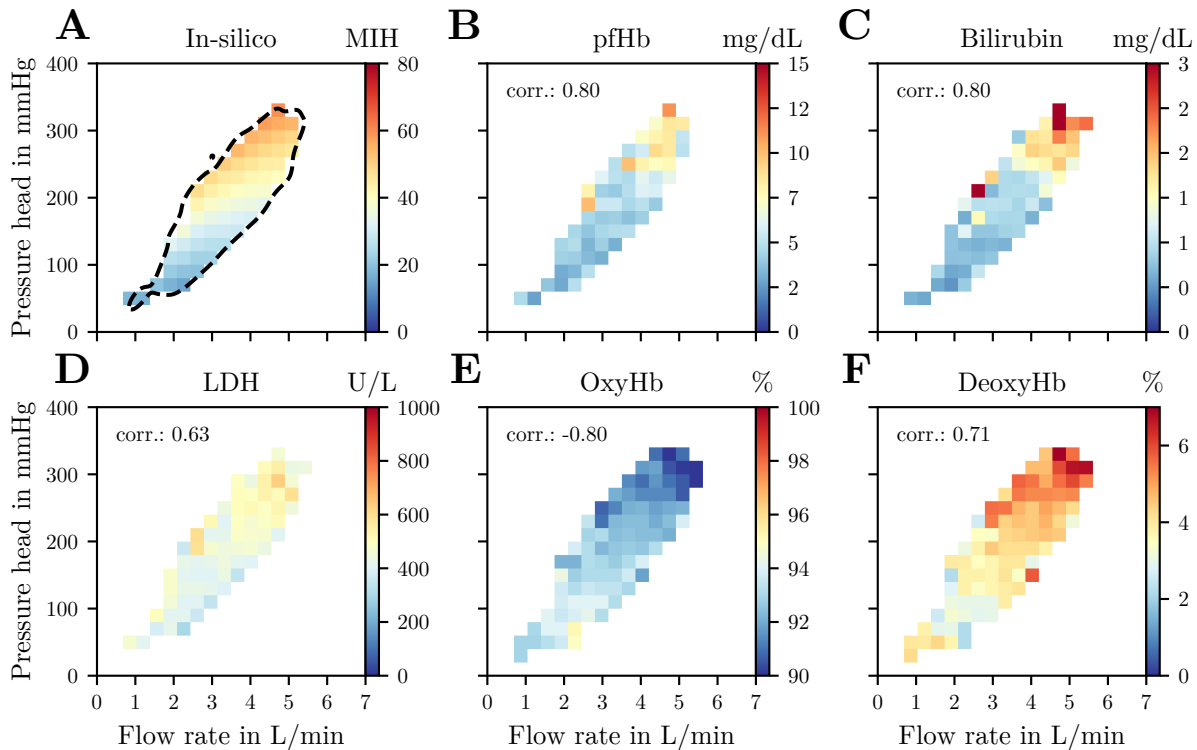 A In-silico MIH
B pfHb mg/dL
C Bilirubin mg/dL
Pressure head in mmHg
400
300
200
100
0
80
60
40
20
0
corr.: 0.80
15
12
10
7
5
2
0
corr.: 0.80
3
2
2
1
1
0
0
D LDH U/L
E OxyHb %
F DeoxyHb %
Pressure head in mmHg
400
300
200
100
0
corr.: 0.63
1000
800
600
400
200
0
corr.: -0.80
100
98
96
94
92
90
corr.: 0.71
6
4
2
0
0 1 2 3 4 5 6 7
0 1 2 3 4 5 6 7
0 1 2 3 4 5 6 7
Flow rate in L/min
Flow rate in L/min
Flow rate in L/min